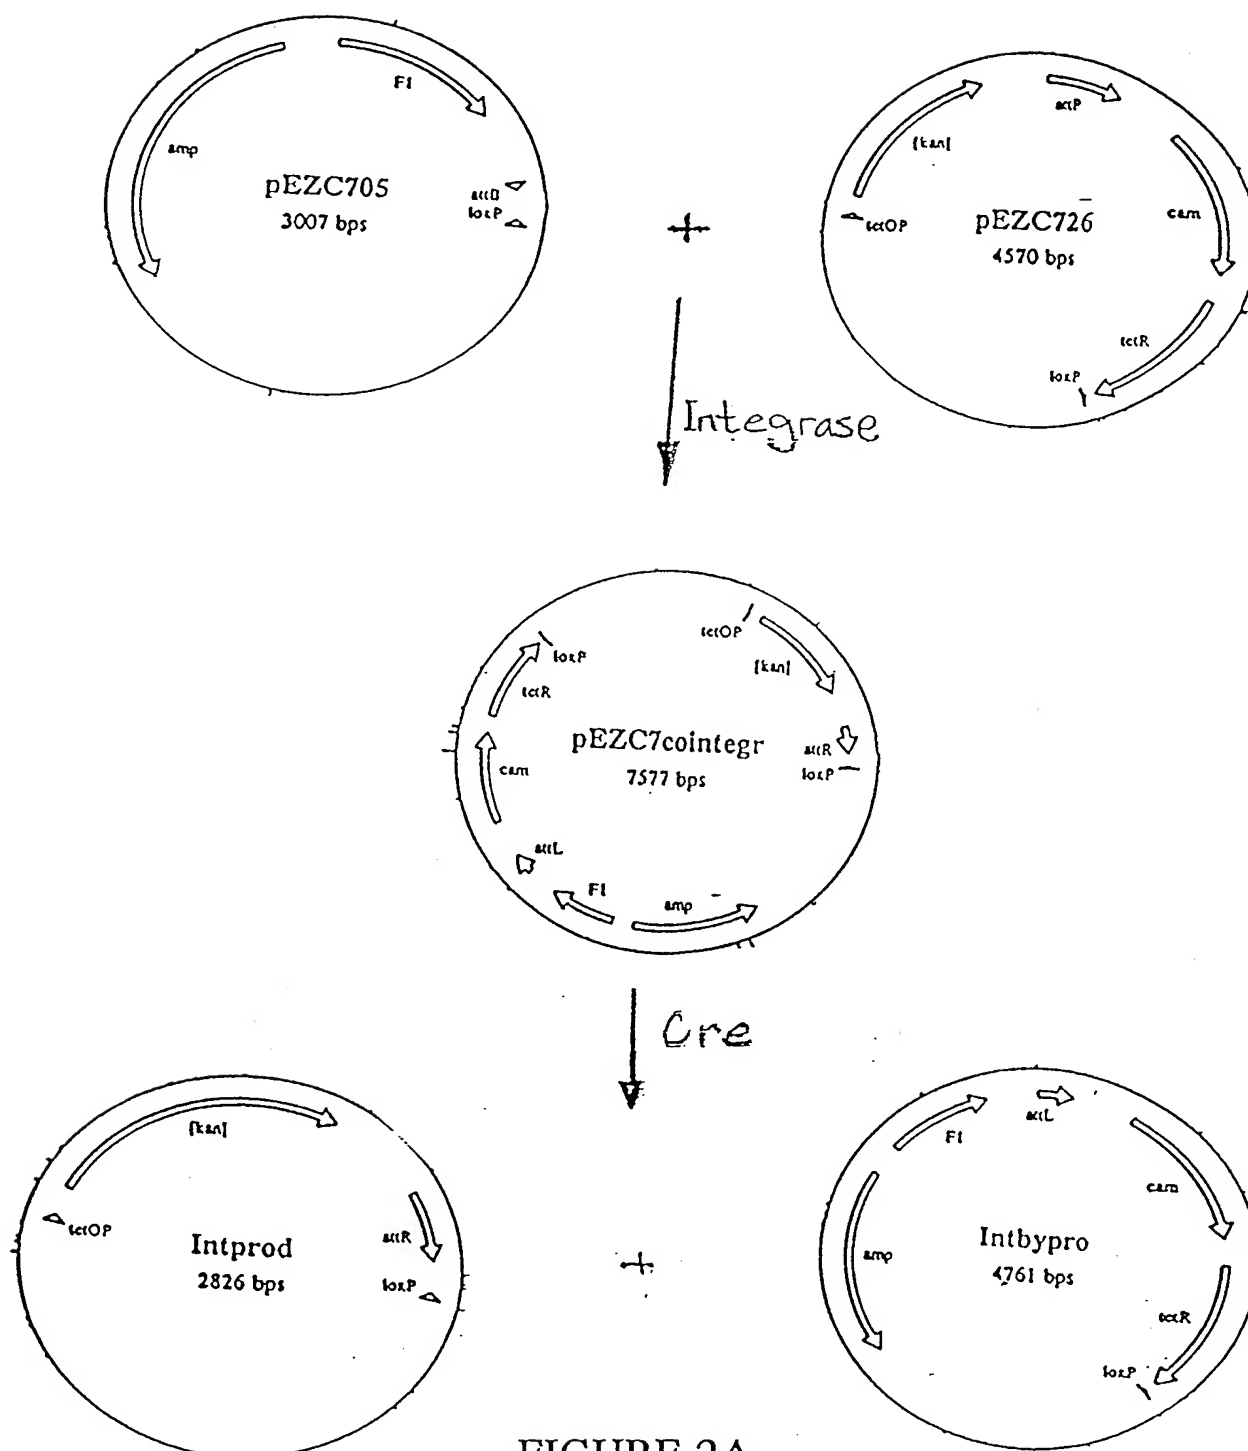 F1
amp
attB
loxP
pEZC705
3007 bps
+
attP
[kan]
tetOP
cam
tetR
loxP
pEZC726
4570 bps
Integrase
tetOP
[kan]
loxP
tetR
cam
attR
loxP
attL
F1
amp
pEZC7cointegr
7577 bps
Cre
[kan]
tetOP
attR
loxP
Intprod
2826 bps
+
F1
attL
cam
amp
tetR
loxP
Intbypro
4761 bps
FIGURE 2A